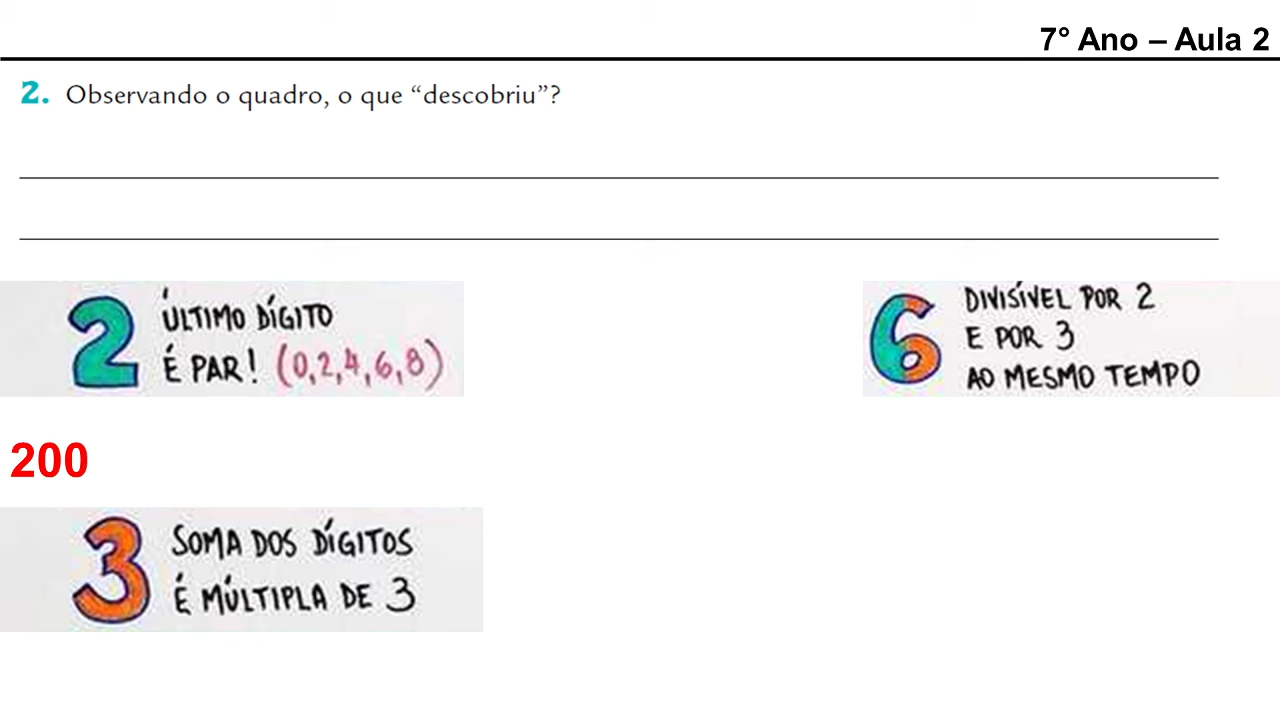 7° Ano – Aula 2
2. Observando o quadro, o que “descobriu”?
2 ÚLTIMO DÍGITO
É PAR! (0,2,4,6,8)
6 DIVISÍVEL POR 2
E POR 3
AO MESMO TEMPO
200
3 SOMA DOS DÍGITOS
É MÚLTIPLA DE 3